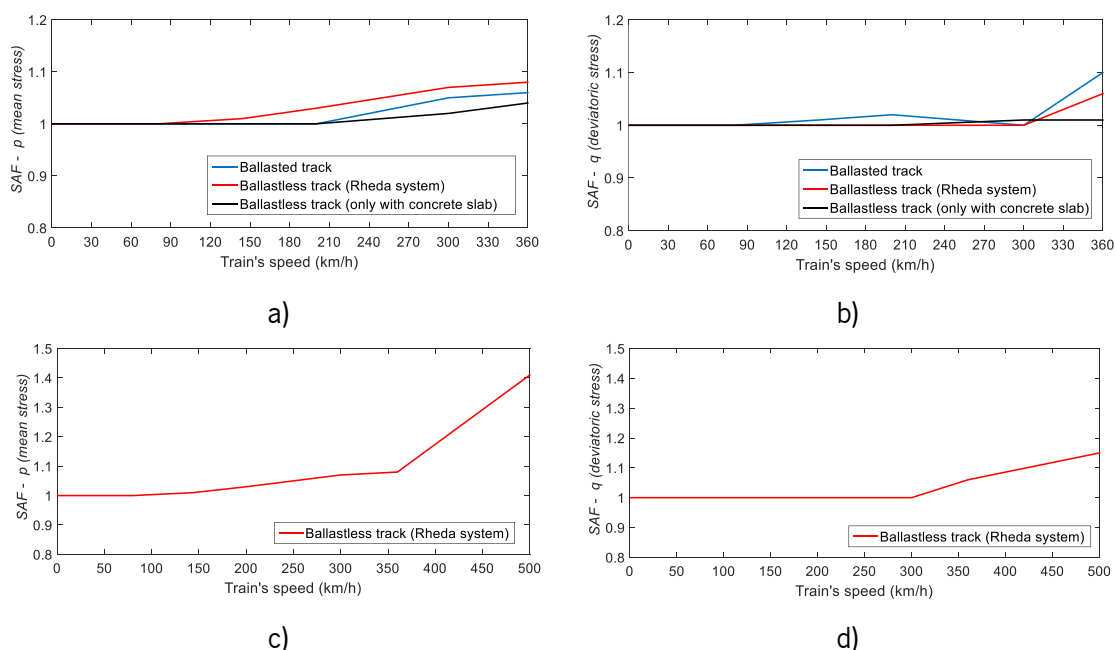 SAF - p (mean stress)
1.2
1.1
1
0.9
0.8
Ballasted track
Ballastless track (Rheda system)
Ballastless track (only with concrete slab)
0 30 60 90 120 150 180 210 240 270 300 330 360
Train's speed (km/h)
a)
SAF - q (deviatoric stress)
1.2
1.1
1
0.9
0.8
Ballasted track
Ballastless track (Rheda system)
Ballastless track (only with concrete slab)
0 30 60 90 120 150 180 210 240 270 300 330 360
Train's speed (km/h)
b)
SAF - p (mean stress)
1.5
1.4
1.3
1.2
1.1
1
0.9
0.8
Ballastless track (Rheda system)
0 50 100 150 200 250 300 350 400 450 500
Train's speed (km/h)
c)
SAF - q (deviatoric stress)
1.5
1.4
1.3
1.2
1.1
1
0.9
0.8
Ballastless track (Rheda system)
0 50 100 150 200 250 300 350 400 450 500
Train's speed (km/h)
d)